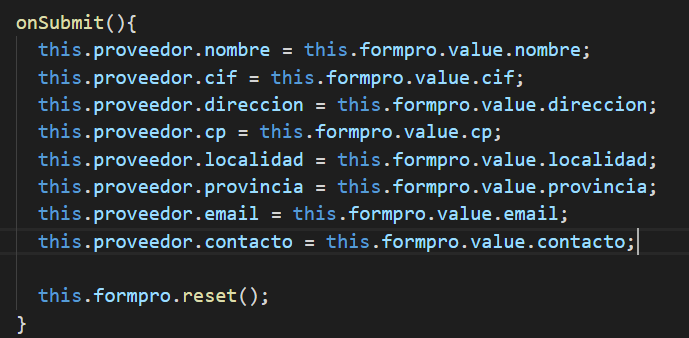 onSubmit(){
this.proveedor.nombre = this.formpro.value.nombre;
this.proveedor.cif = this.formpro.value.cif;
this.proveedor.direccion = this.formpro.value.direccion;
this.proveedor.cp = this.formpro.value.cp;
this.proveedor.localidad = this.formpro.value.localidad;
this.proveedor.provincia = this.formpro.value.provincia;
this.proveedor.email = this.formpro.value.email;
this.proveedor.contacto = this.formpro.value.contacto;
this.formpro.reset();
}